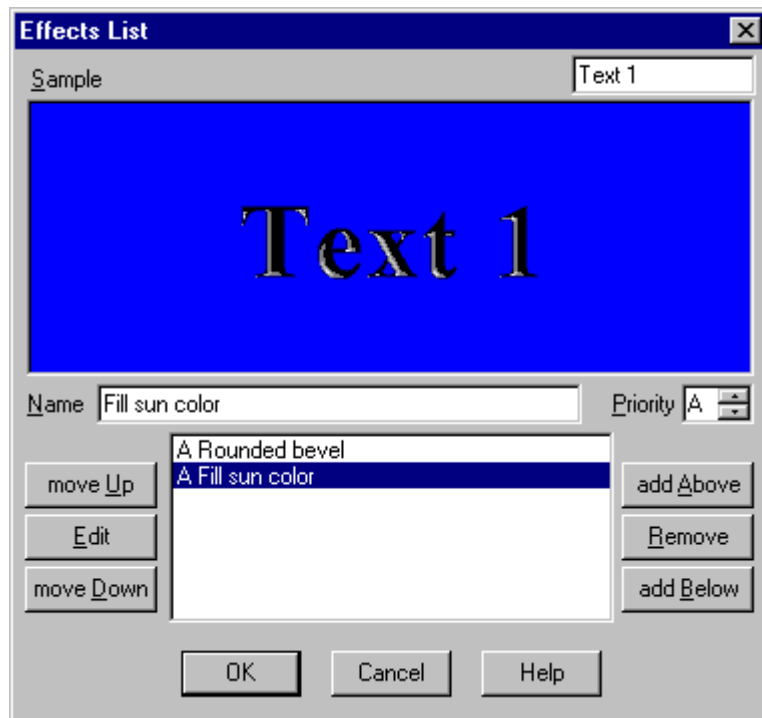 Effects List
Sample
Text 1
Text 1
Name Fill sun color Priority A
A Rounded bevel
A Fill sun color
move Up
add Above
Edit
Remove
move Down
add Below
OK Cancel Help